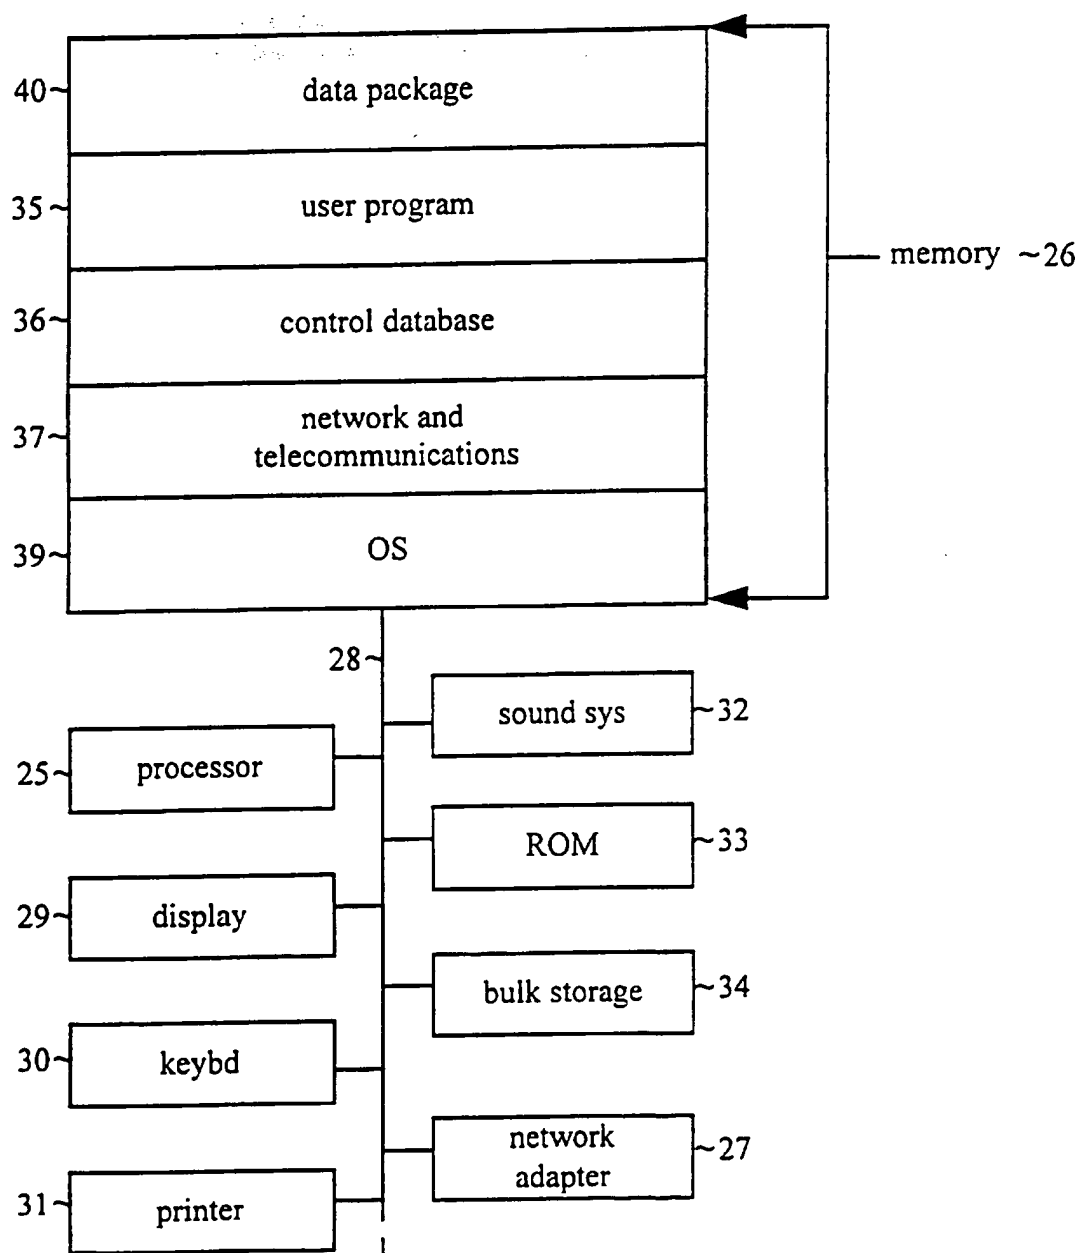 40~ data package
35~ user program
memory ~26
36~ control database
37~ network and
telecommunications
39~ OS
28~
sound sys ~32
25~ processor
ROM ~33
29~ display
bulk storage ~34
30~ keybd
network
adapter ~27
31~ printer